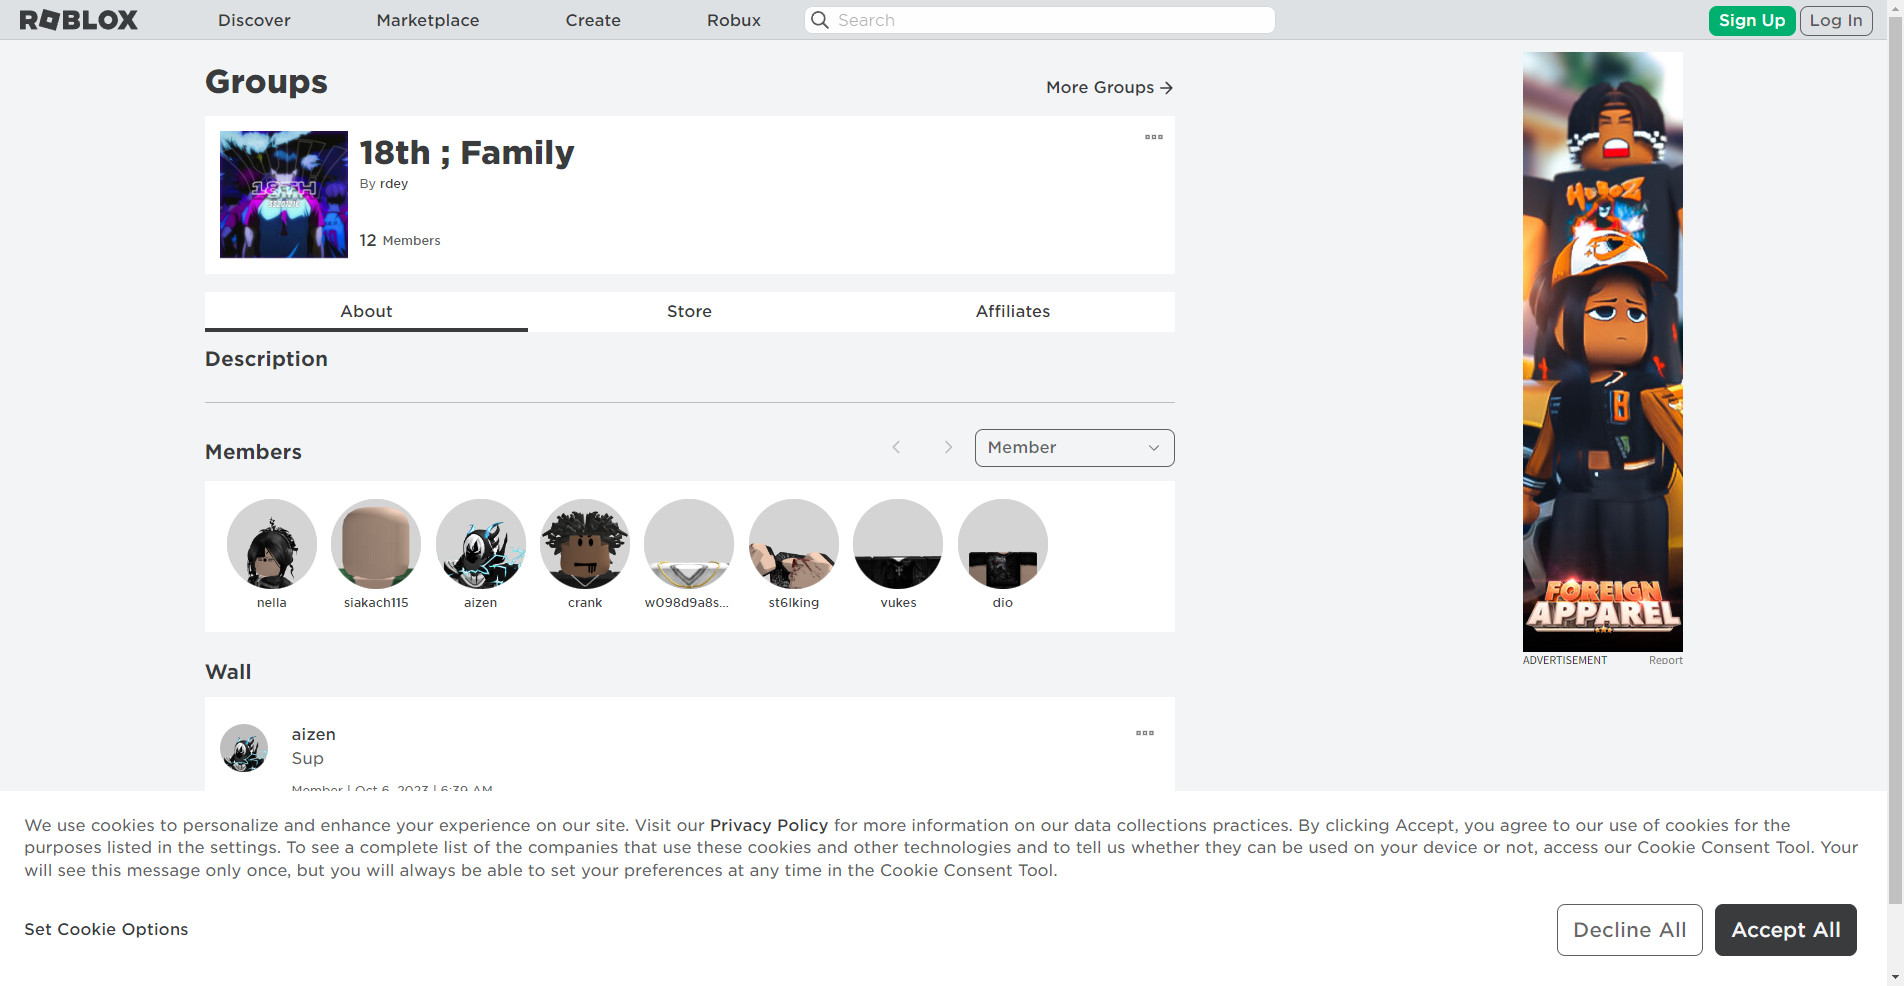 ROBLOX
Discover
Marketplace
Create
Robux
Search
Sign Up
Log In
Groups
More Groups
18TH
18th ; Family
By rdey
12 Members
About
Store
Affiliates
Description
Members
Member
nella
siakach115
aizen
crank
w098d9a8s...
st6lking
vukes
dio
Wall
aizen
Sup
Member | Oct 6, 2023 | 6:39 AM
FOREIGN
APPAREL
ADVERTISEMENT
Report
We use cookies to personalize and enhance your experience on our site. Visit our Privacy Policy for more information on our data collections practices. By clicking Accept, you agree to our use of cookies for the
purposes listed in the settings. To see a complete list of the companies that use these cookies and other technologies and to tell us whether they can be used on your device or not, access our Cookie Consent Tool. Your
will see this message only once, but you will always be able to set your preferences at any time in the Cookie Consent Tool.
Set Cookie Options
Decline All
Accept All